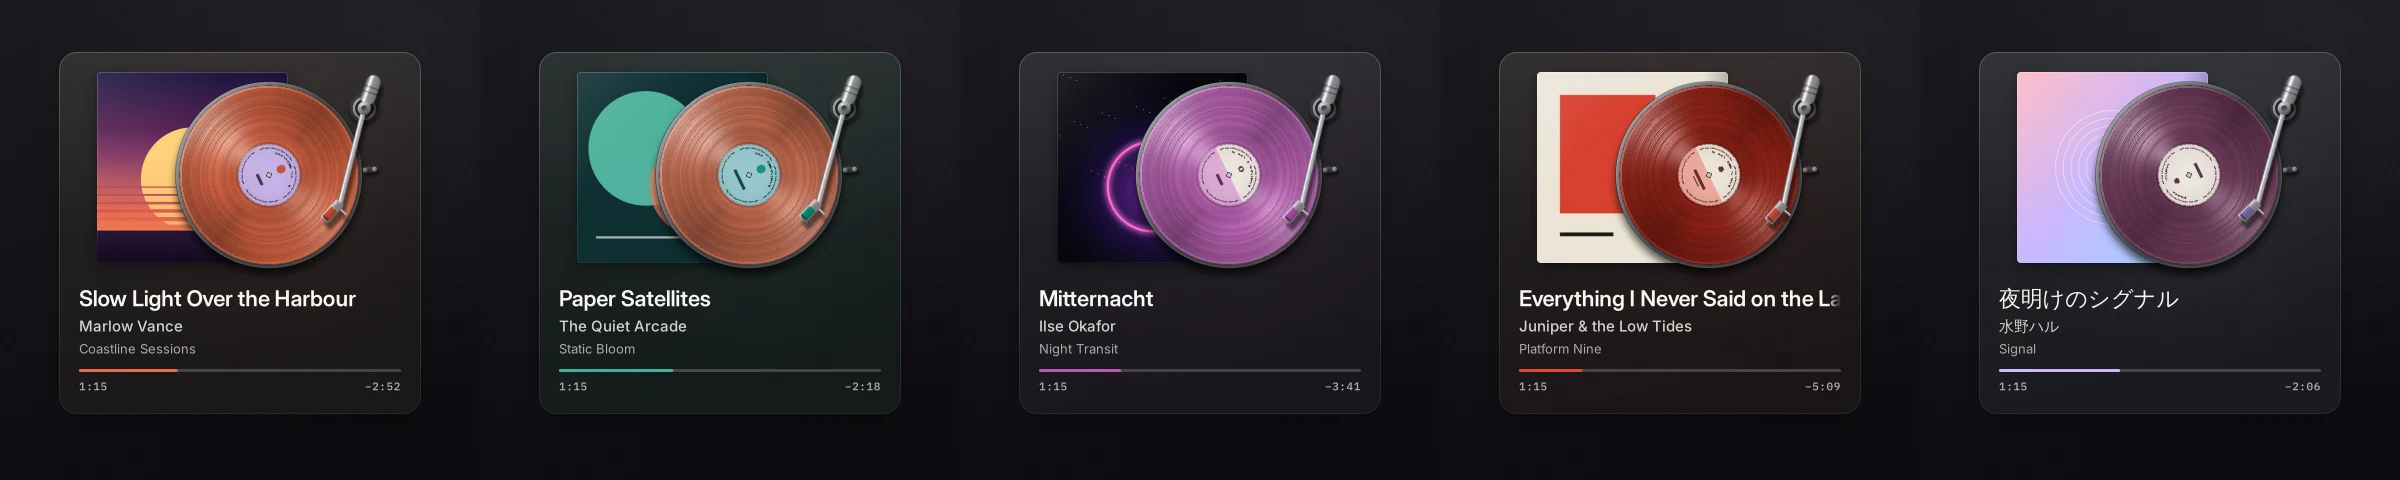 Slow Light Over the Harbour
Marlow Vance
Coastline Sessions
1:15
−2:52
Paper Satellites
The Quiet Arcade
Static Bloom
1:15
−2:18
Mitternacht
Ilse Okafor
Night Transit
1:15
−3:41
Everything I Never Said on the La
Juniper & the Low Tides
Platform Nine
1:15
−5:09
夜明けのシグナル
水野ハル
Signal
1:15
−2:06